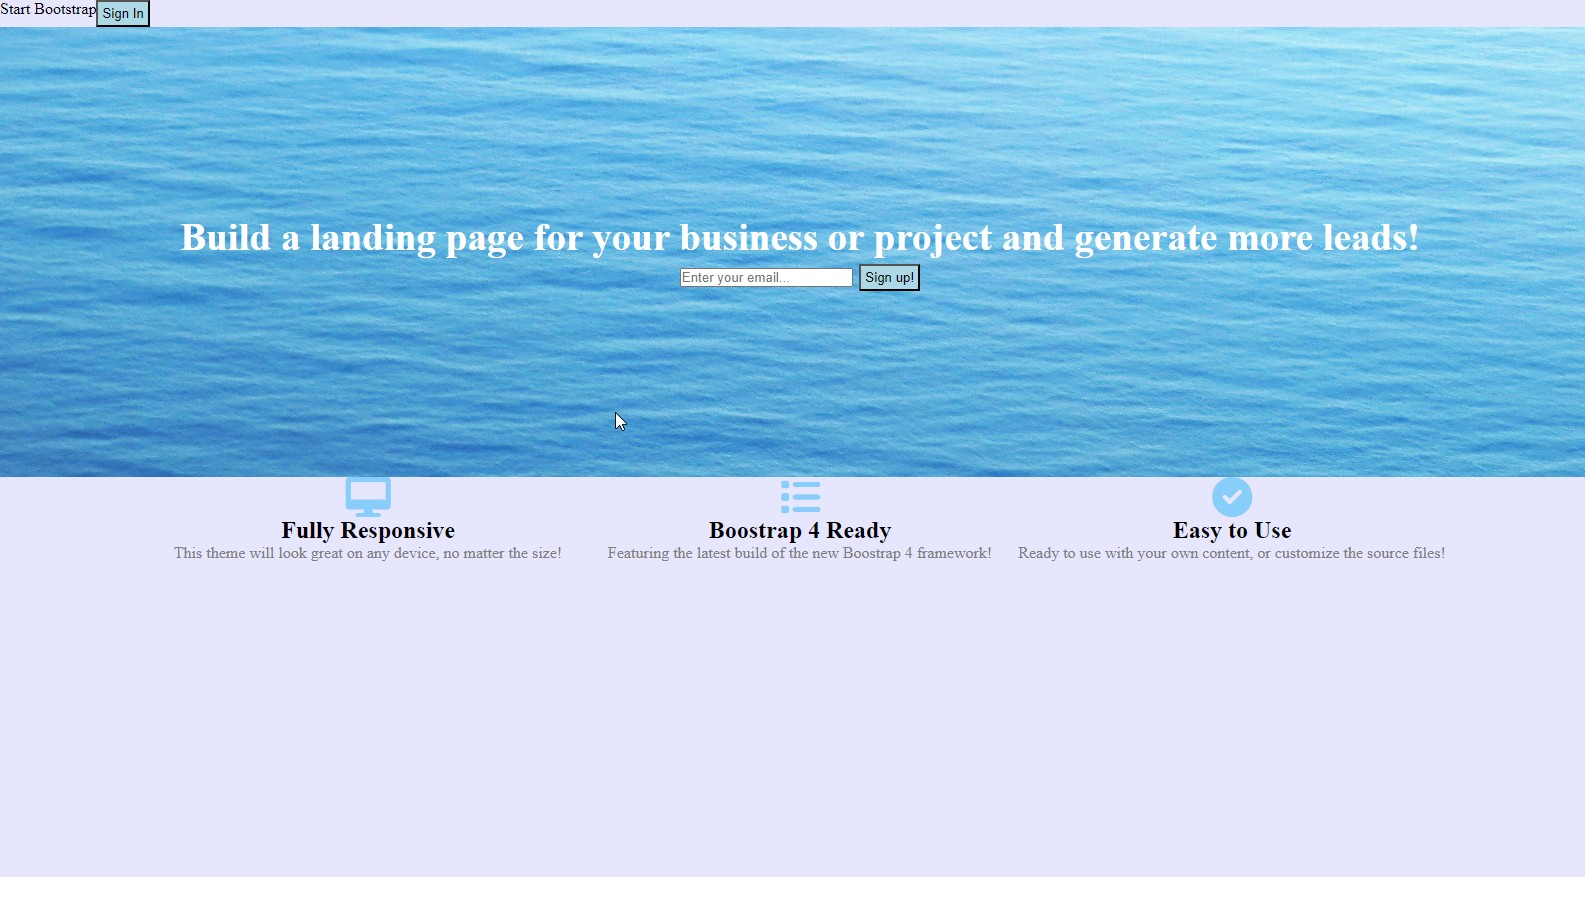 Start Bootstrap Sign In
Build a landing page for your business or project and generate more leads!
Enter your email... Sign up!
Fully Responsive
This theme will look great on any device, no matter the size!
Boostrap 4 Ready
Featuring the latest build of the new Boostrap 4 framework!
Easy to Use
Ready to use with your own content, or customize the source files!